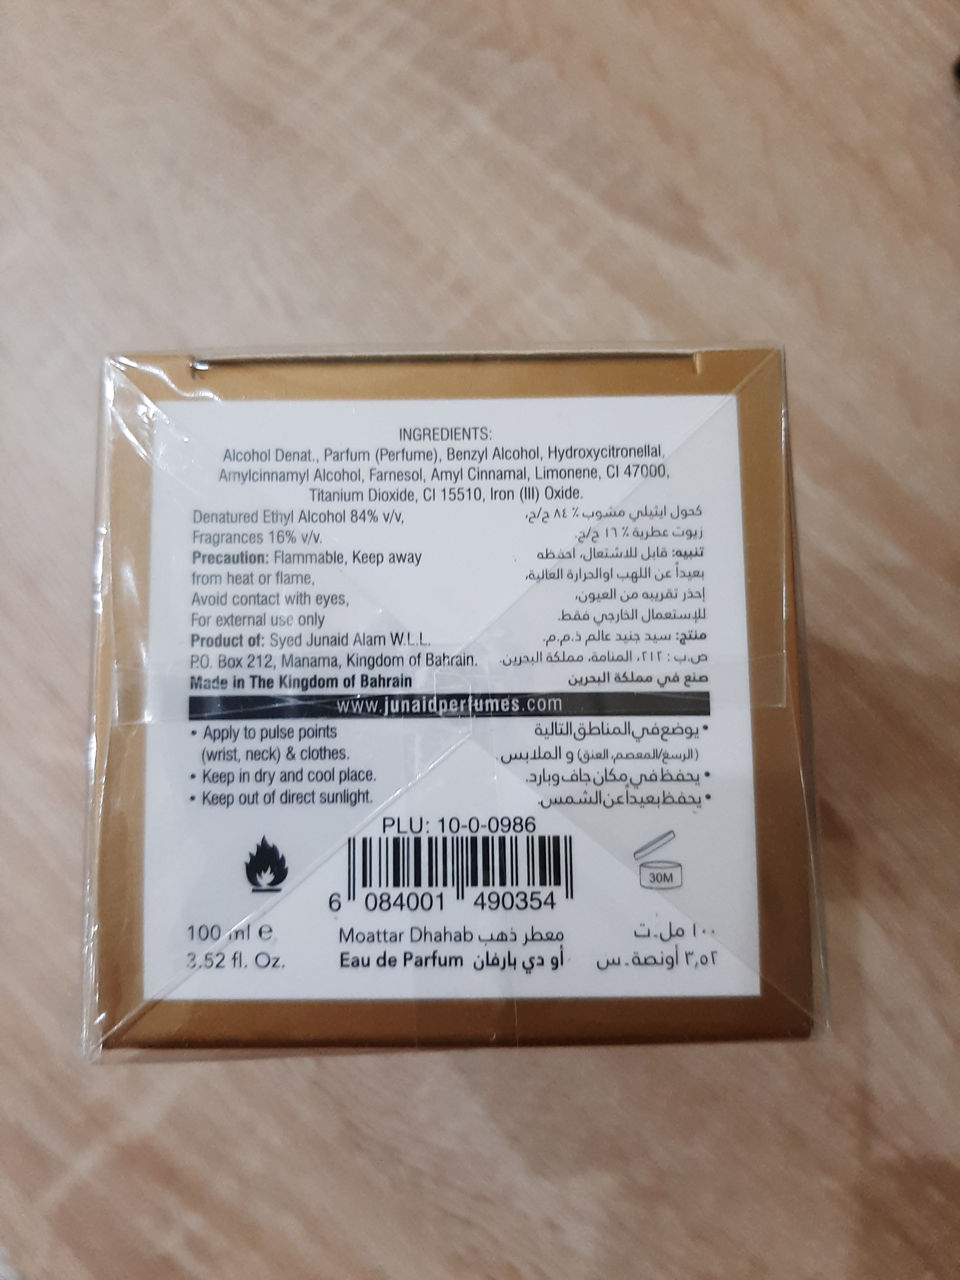 INGREDIENTS:
Alcohol Denat., Parfum (Perfume), Benzyl Alcohol, Hydroxycitronellal,
Amylcinnamyl Alcohol, Farnesol, Amyl Cinnamal, Limonene, CI 47000,
Titanium Dioxide, CI 15510, Iron (III) Oxide.
Denatured Ethyl Alcohol 84% v/v,
Fragrances 16% v/v.
Precaution: Flammable, Keep away
from heat or flame,
Avoid contact with eyes,
For external use only
Product of: Syed Junaid Alam W.L.L.
P.O. Box 212, Manama, Kingdom of Bahrain.
Made in The Kingdom of Bahrain
كحول ايثيلي مشوب ٪ ٨٤ ح/ح،
زيوت عطرية ٪ ١٦ ح/ح.
تنبيه: قابل للاشتعال، احفظه
بعيداً عن اللهب اوالحرارة العالية،
إحذر تقريبه من العيون،
للإستعمال الخارجي فقط.
منتج: سيد جنيد عالم ذ.م.م.
ص.ب : ٢١٢، المنامة، مملكة البحرين.
صنع في مملكة البحرين
www.junaidperfumes.com
• Apply to pulse points
(wrist, neck) & clothes.
• Keep in dry and cool place.
• Keep out of direct sunlight.
• يوضع في المناطق التالية
(الرسغ/المعصم، العنق) و الملابس.
• يحفظ في مكان جاف وبارد.
• يحفظ بعيداً عن الشمس.
PLU: 10-0-0986
6 084001 490354
30M
100 ml e
3.52 fl. Oz.
Moattar Dhahab معطر ذهب
Eau de Parfum أو دي بارفان
١٠٠ مل.ت
٣,٥٢ أونصة.س